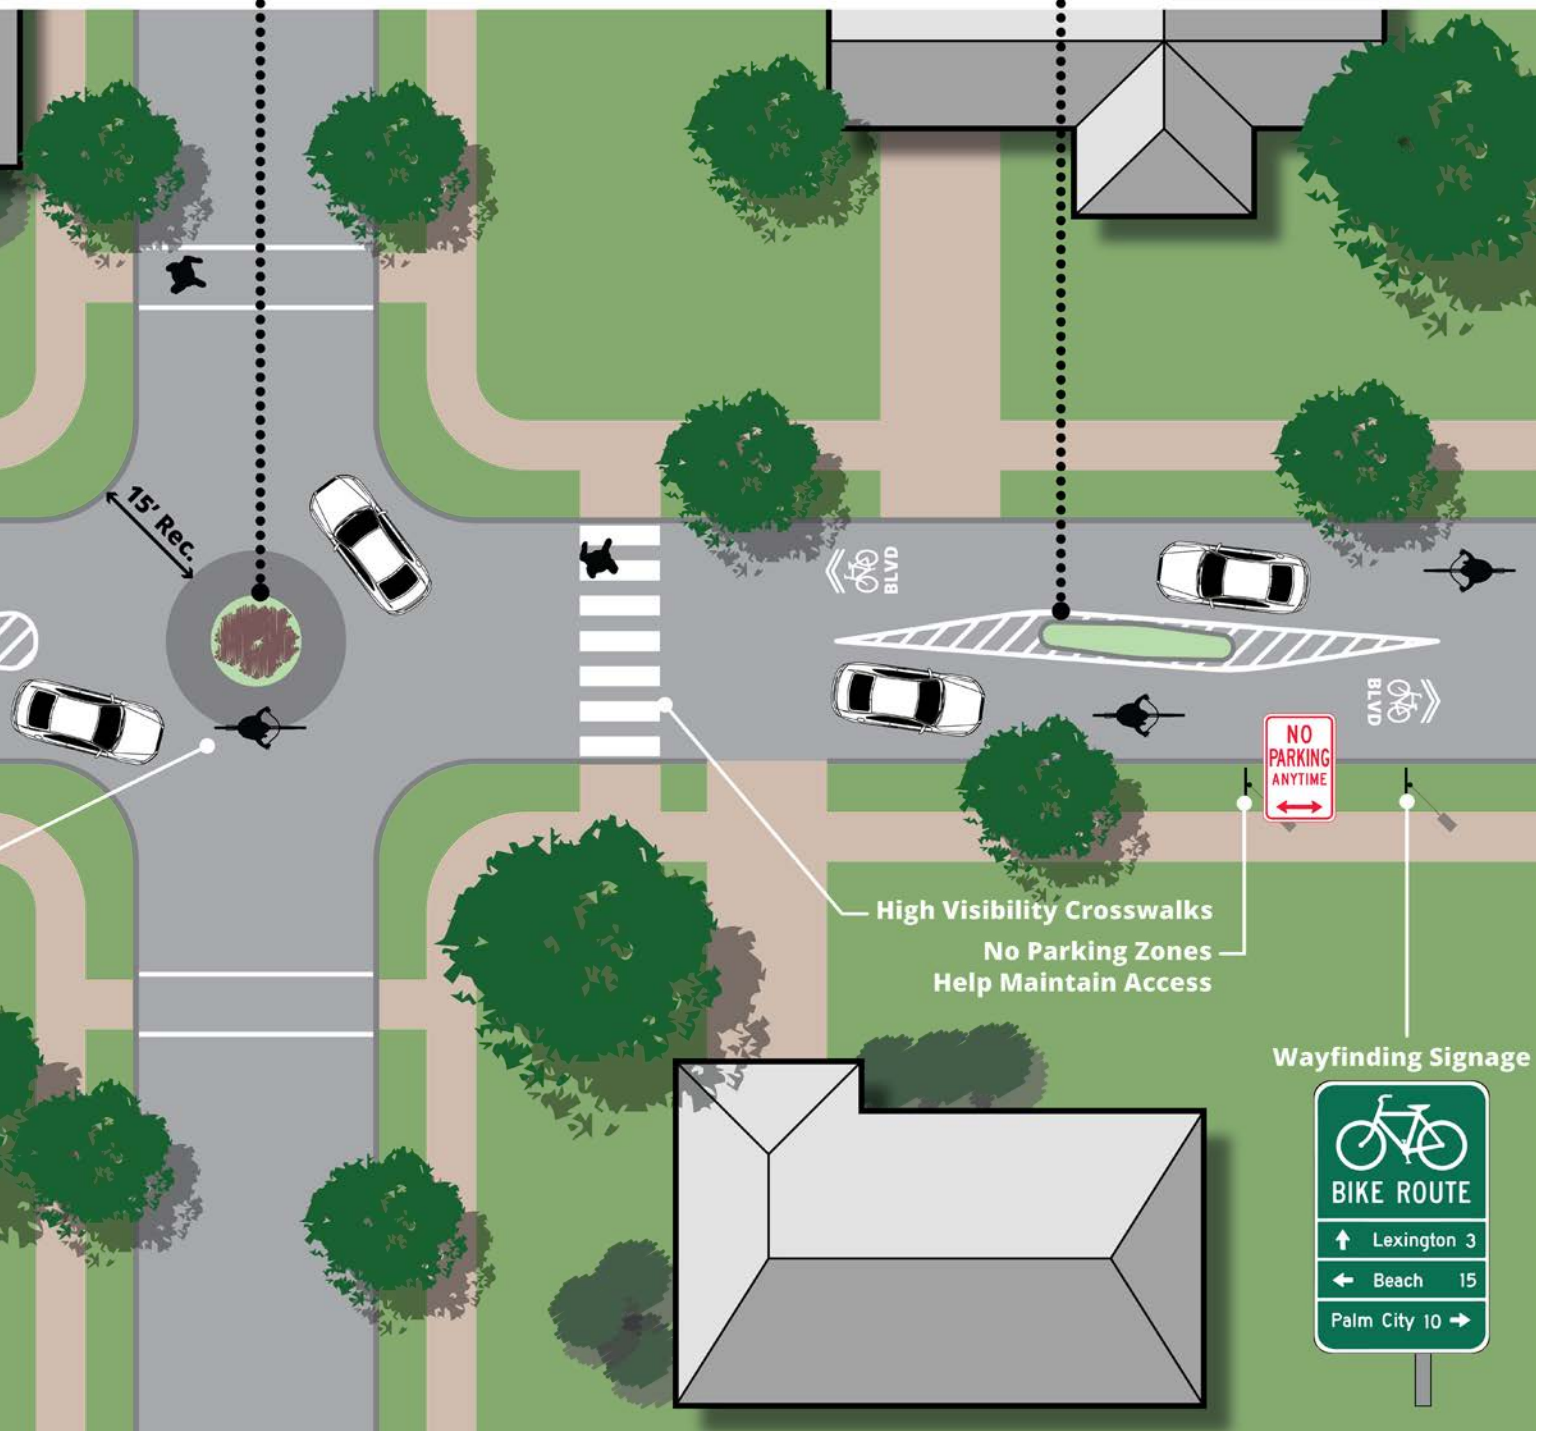 15' Rec.
BLVD
BLVD
NO
PARKING
ANYTIME
High Visibility Crosswalks
No Parking Zones
Help Maintain Access
Wayfinding Signage
BIKE ROUTE
Lexington 3
Beach 15
Palm City 10